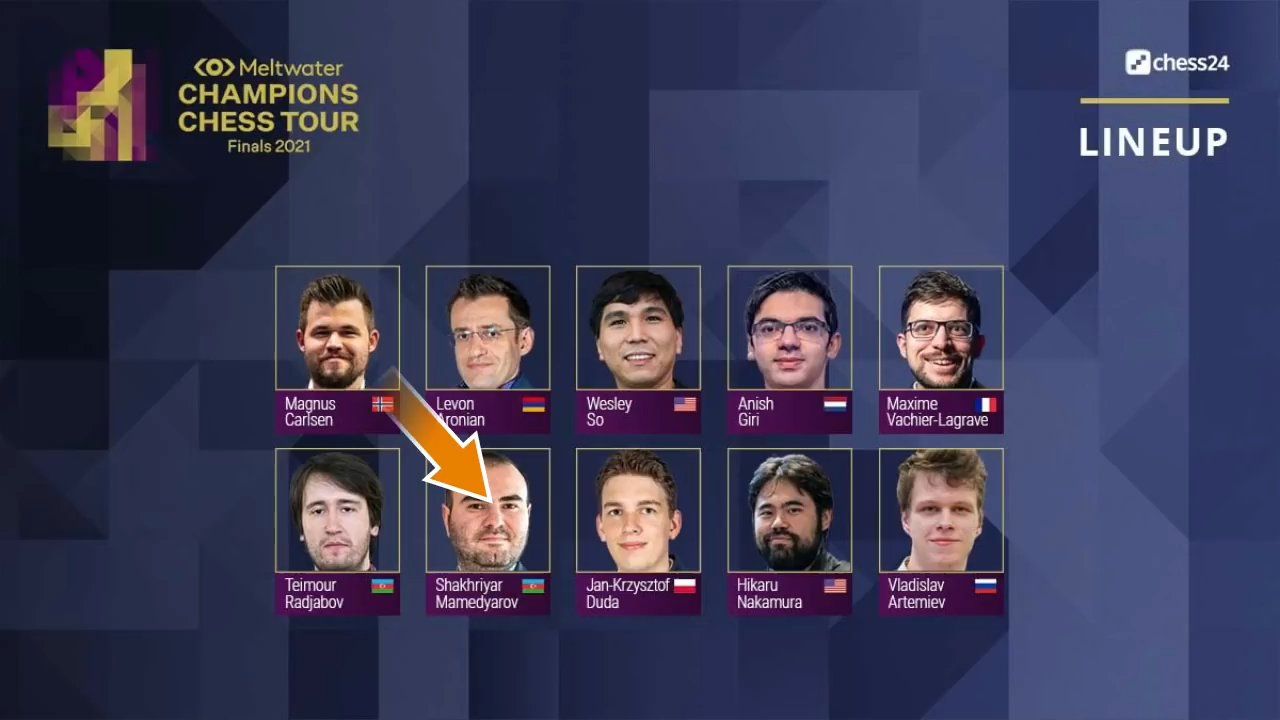 Meltwater
CHAMPIONS
CHESS TOUR
Finals 2021
chess24
LINEUP
Magnus
Carlsen
Levon
Aronian
Wesley
So
Anish
Giri
Maxime
Vachier-Lagrave
Teimour
Radjabov
Shakhriyar
Mamedyarov
Jan-Krzysztof
Duda
Hikaru
Nakamura
Vladislav
Artemiev